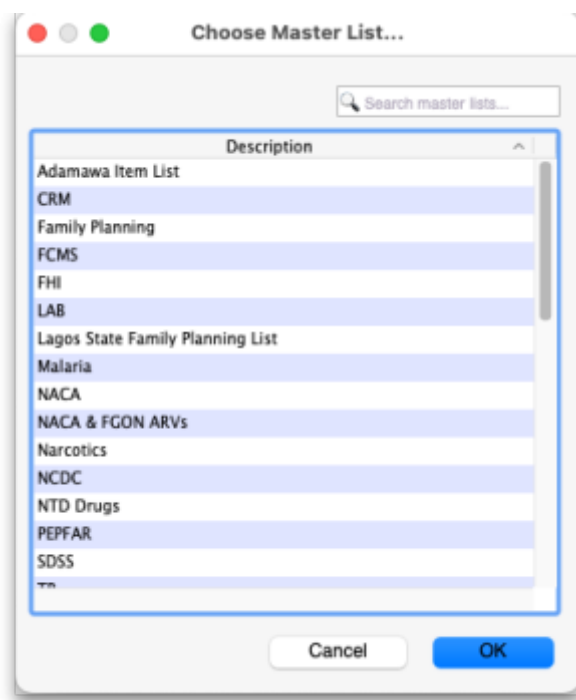 Choose Master List...
Search master lists...
Description
Adamawa Item List
CRM
Family Planning
FCMS
FHI
LAB
Lagos State Family Planning List
Malaria
NACA
NACA & FGON ARVs
Narcotics
NCDC
NTD Drugs
PEPFAR
SDSS
Cancel
OK